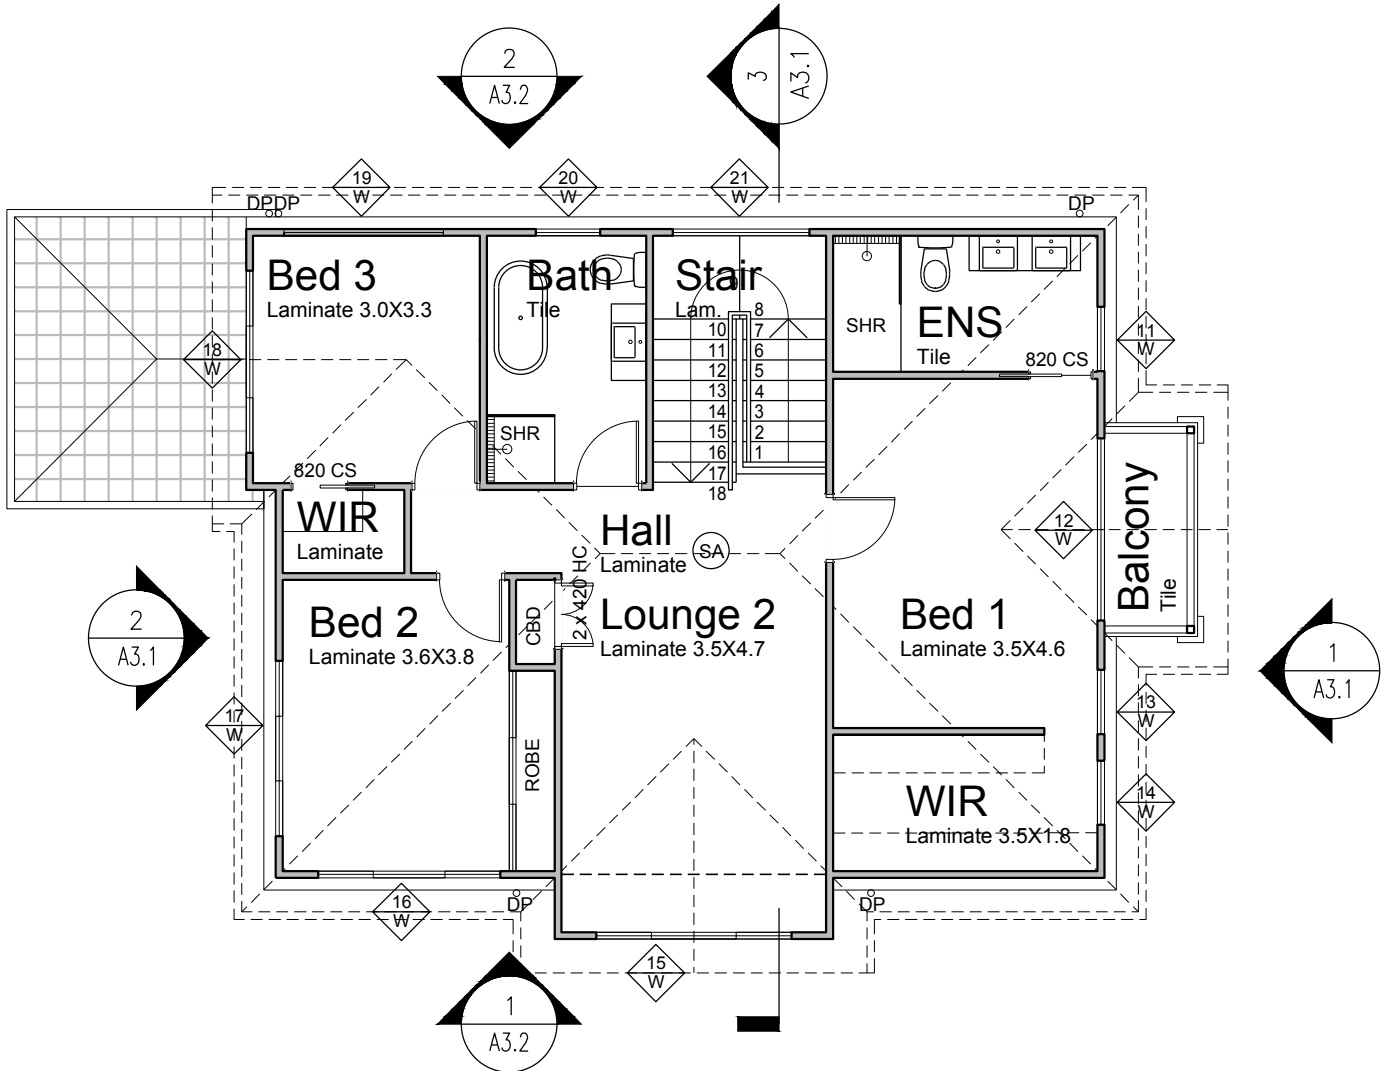 2
A3.2
3
A3.1
19
W
20
W
21
W
DP
DP
DP
Bed 3
Laminate 3.0X3.3
Bath
Tile
Stair
Lam.
9
8
10
7
11
6
12
5
13
4
14
3
15
2
16
1
17
18
SHR
ENS
Tile
820 CS
11
W
18
W
SHR
820 CS
WIR
Laminate
Hall
Laminate
SA
12
W
Balcony
Tile
2 x 420 HC
CBD
Bed 2
Laminate 3.6X3.8
Lounge 2
Laminate 3.5X4.7
Bed 1
Laminate 3.5X4.6
2
A3.1
1
A3.1
17
W
13
W
ROBE
WIR
Laminate 3.5X1.8
14
W
16
W
DP
DP
15
W
1
A3.2